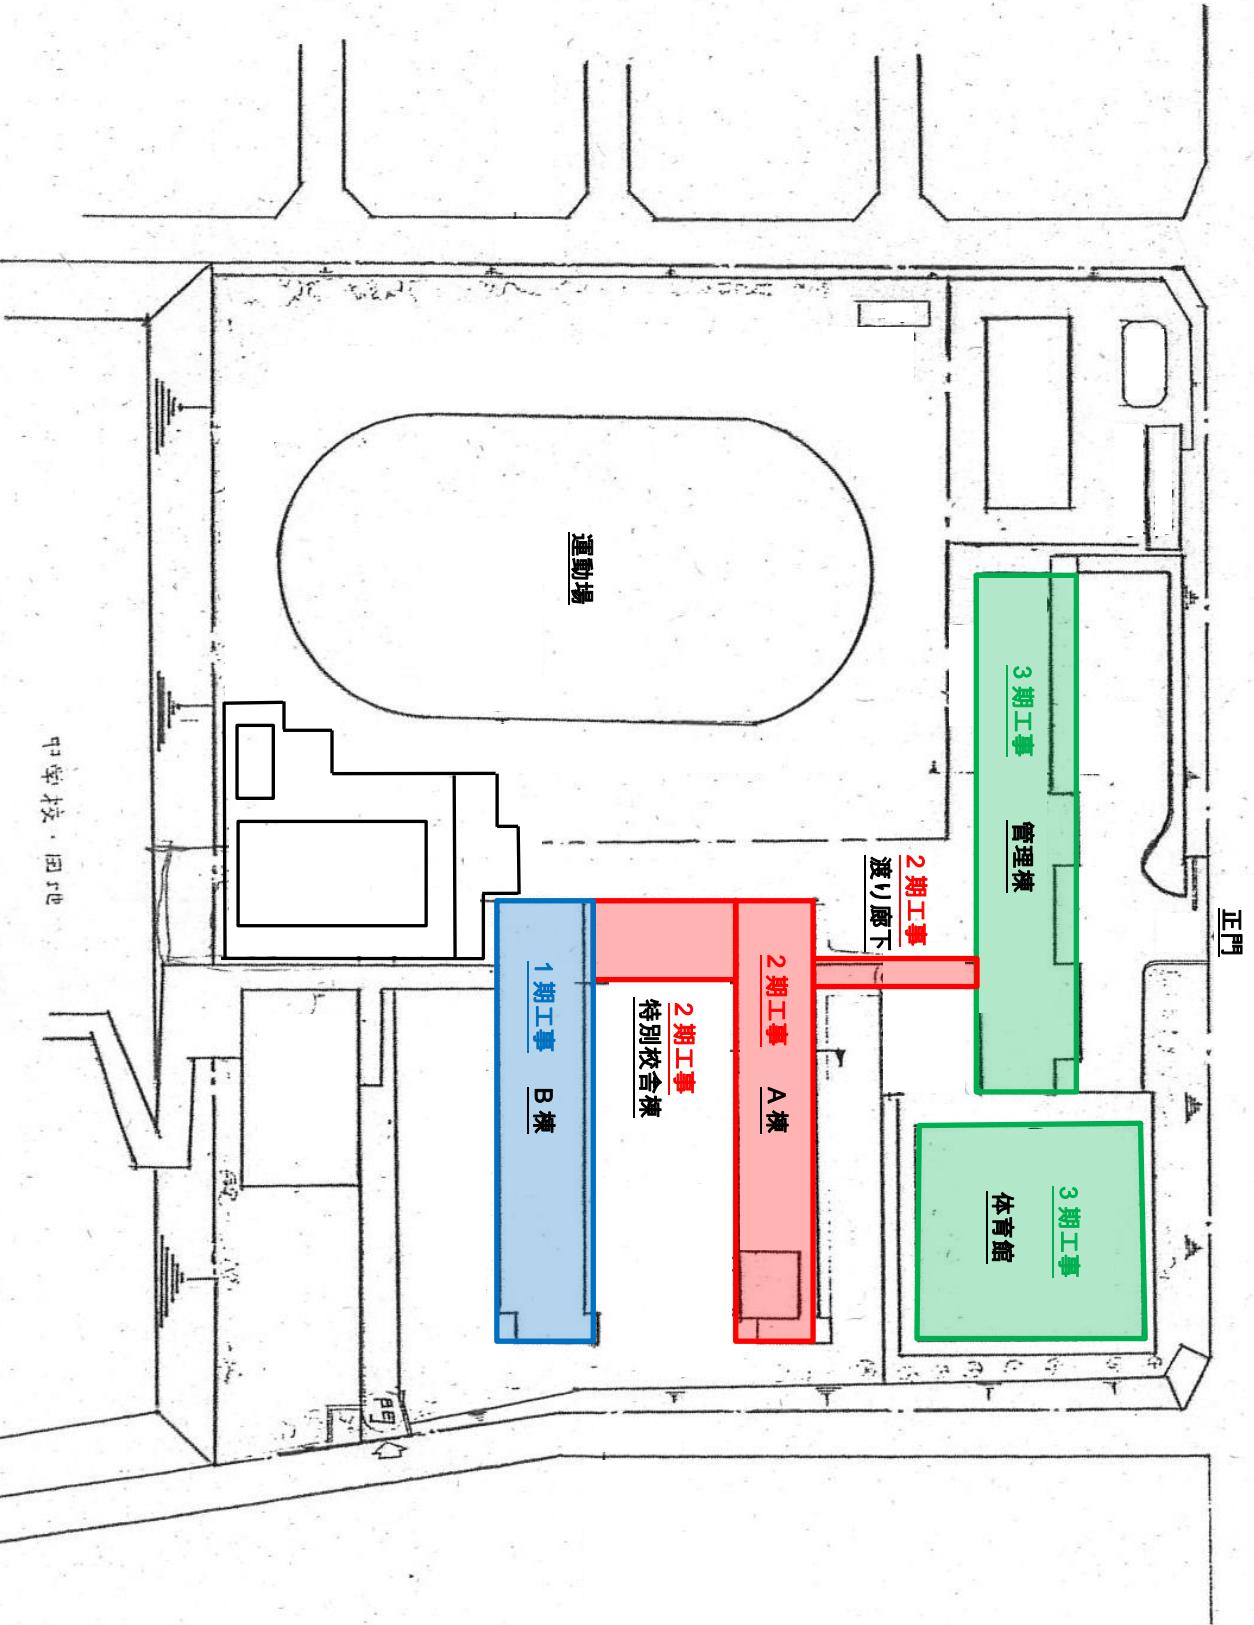 正門
3期工事
体育館
3期工事 管理棟
2期工事
渡り廊下
2期工事 A棟
2期工事
特別校舎棟
運動場
1期工事 B棟
門
中学校・団地